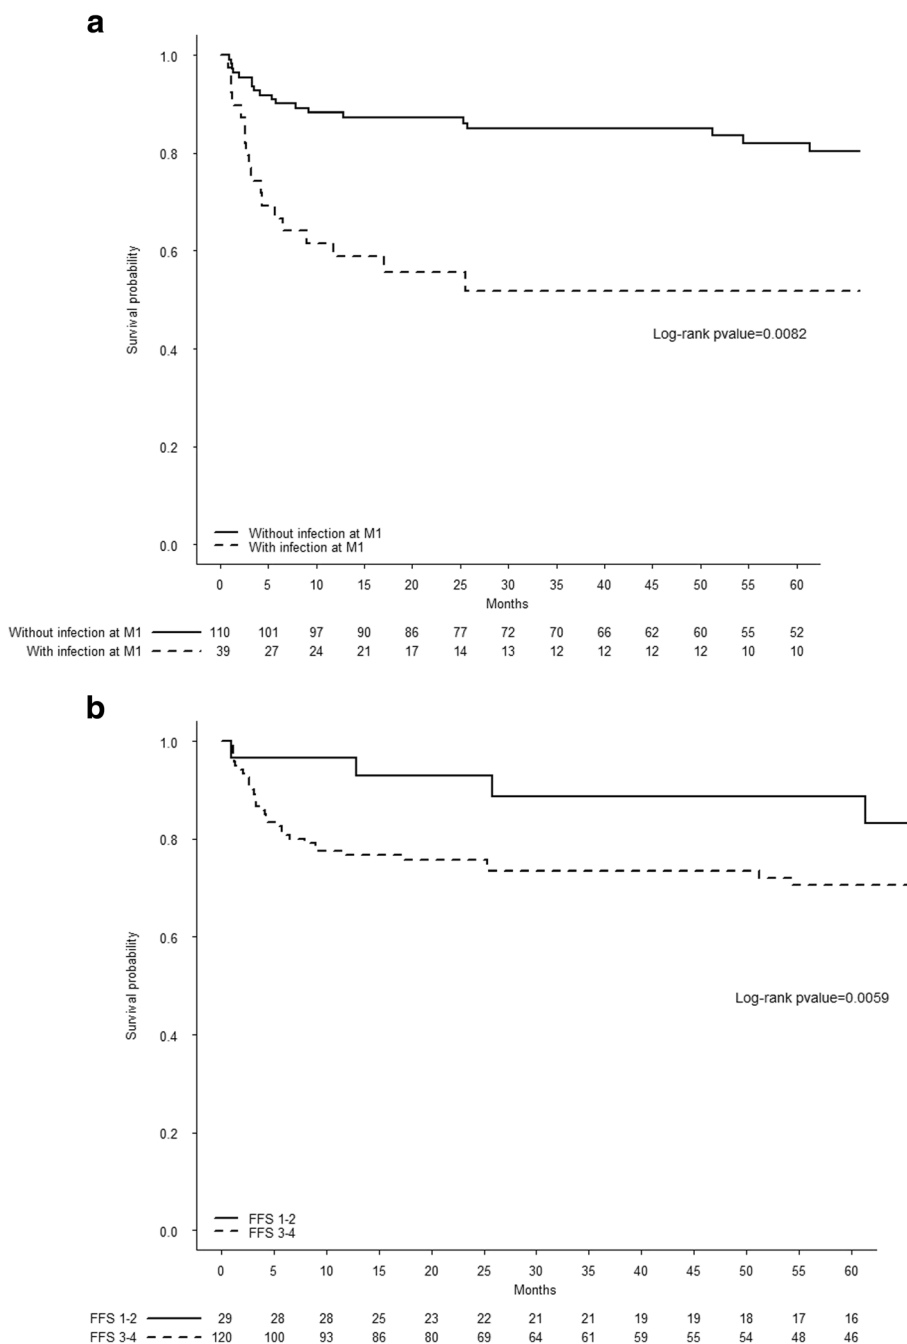 a
1.0
0.8
0.6
0.4
0.2
0.0
Survival probability
Log-rank pvalue=0.0082
Without infection at M1
With infection at M1
0 5 10 15 20 25 30 35 40 45 50 55 60
Months
Without infection at M1 110 101 97 90 86 77 72 70 66 62 60 55 52
With infection at M1 39 27 24 21 17 14 13 12 12 12 12 10 10
b
1.0
0.8
0.6
0.4
0.2
0.0
Survival probability
Log-rank pvalue=0.0059
FFS 1-2
FFS 3-4
0 5 10 15 20 25 30 35 40 45 50 55 60
Months
FFS 1-2 29 28 28 25 23 22 21 21 19 19 18 17 16
FFS 3-4 120 100 93 86 80 69 64 61 59 55 54 48 46